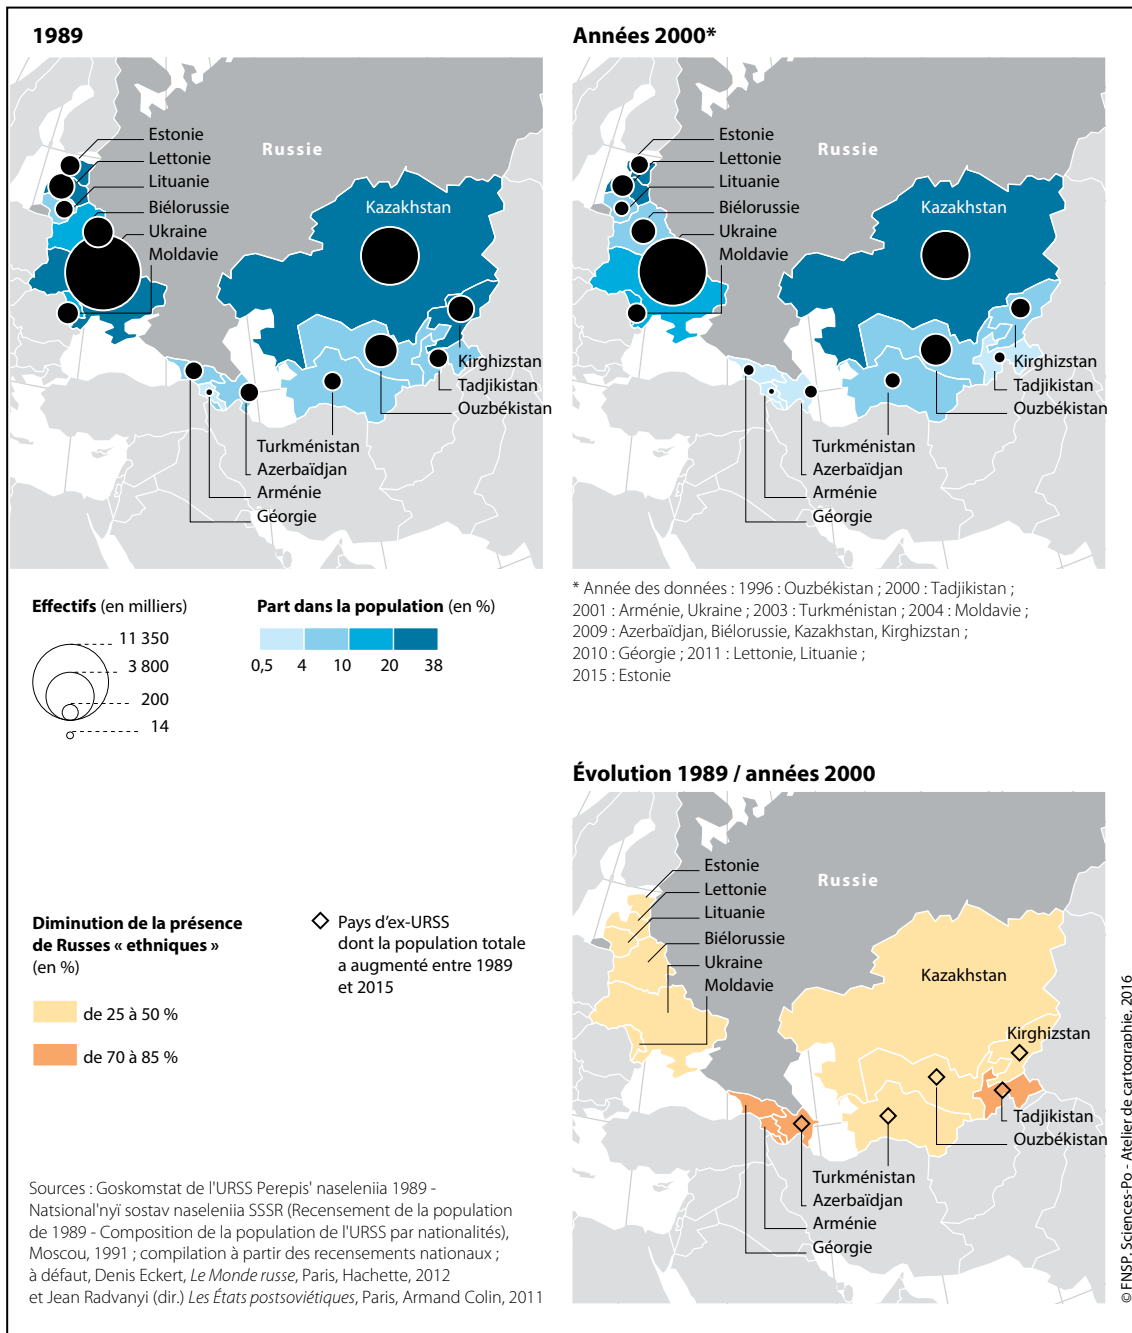 1989
Estonie
Lettonie
Lituanie
Biélorussie
Ukraine
Moldavie
Russie
Kazakhstan
Kirghizstan
Tadjikistan
Ouzbékistan
Turkménistan
Azerbaïdjan
Arménie
Géorgie
Années 2000*
Estonie
Lettonie
Lituanie
Biélorussie
Ukraine
Moldavie
Russie
Kazakhstan
Kirghizstan
Tadjikistan
Ouzbékistan
Turkménistan
Azerbaïdjan
Arménie
Géorgie
Effectifs (en milliers)
11 350
3 800
200
14
Part dans la population (en %)
0,5 4 10 20 38
* Année des données : 1996 : Ouzbékistan ; 2000 : Tadjikistan ;
2001 : Arménie, Ukraine ; 2003 : Turkménistan ; 2004 : Moldavie ;
2009 : Azerbaïdjan, Biélorussie, Kazakhstan, Kirghizstan ;
2010 : Géorgie ; 2011 : Lettonie, Lituanie ;
2015 : Estonie
Évolution 1989 / années 2000
Estonie
Lettonie
Lituanie
Biélorussie
Ukraine
Moldavie
Russie
Kazakhstan
Kirghizstan
Tadjikistan
Ouzbékistan
Turkménistan
Azerbaïdjan
Arménie
Géorgie
Diminution de la présence
de Russes « ethniques »
(en %)
de 25 à 50 %
de 70 à 85 %
Pays d'ex-URSS
dont la population totale
a augmenté entre 1989
et 2015
Sources : Goskomstat de l'URSS Perepis' naseleniia 1989 -
Natsional'nyï sostav naseleniia SSSR (Recensement de la population
de 1989 - Composition de la population de l'URSS par nationalités),
Moscou, 1991 ; compilation à partir des recensements nationaux ;
à défaut, Denis Eckert, Le Monde russe, Paris, Hachette, 2012
et Jean Radvanyi (dir.) Les États postsoviétiques, Paris, Armand Colin, 2011
© FNSP. Sciences-Po - Atelier de cartographie, 2016